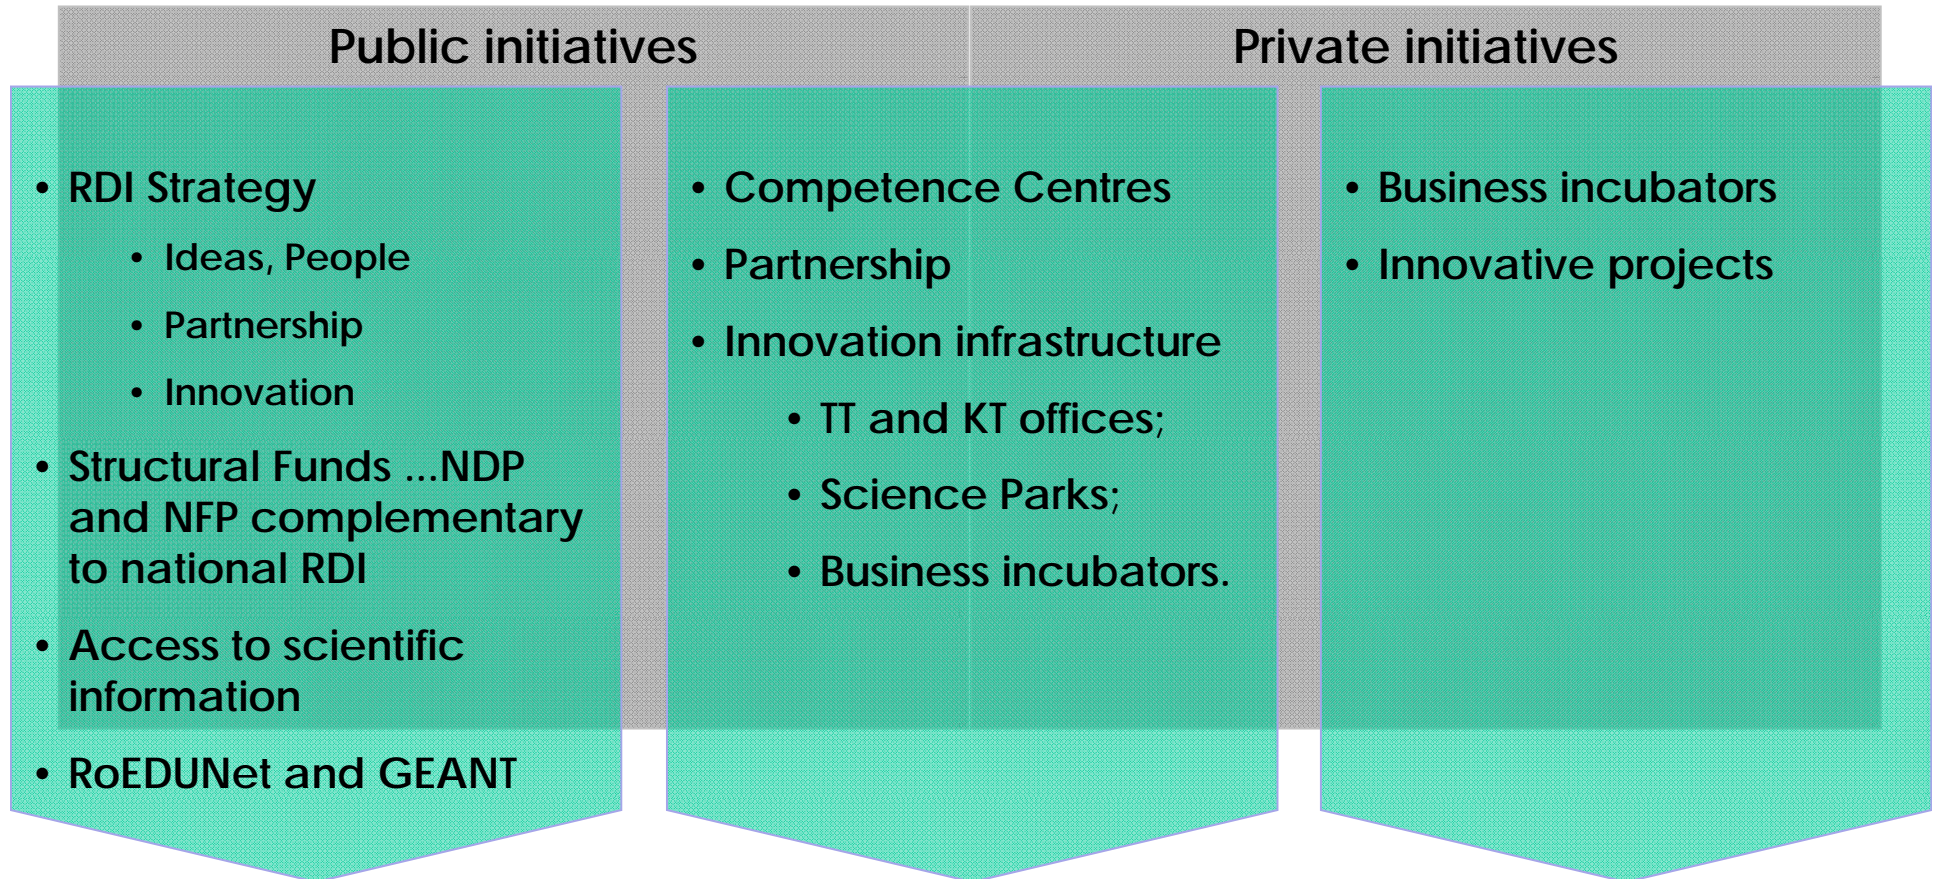 Public initiatives
Private initiatives
• RDI Strategy
• Ideas, People
• Partnership
• Innovation
• Structural Funds ...NDP
and NFP complementary
to national RDI
• Access to scientific
information
• RoEDUNet and GEANT
• Competence Centres
• Partnership
• Innovation infrastructure
• TT and KT offices;
• Science Parks;
• Business incubators.
• Business incubators
• Innovative projects